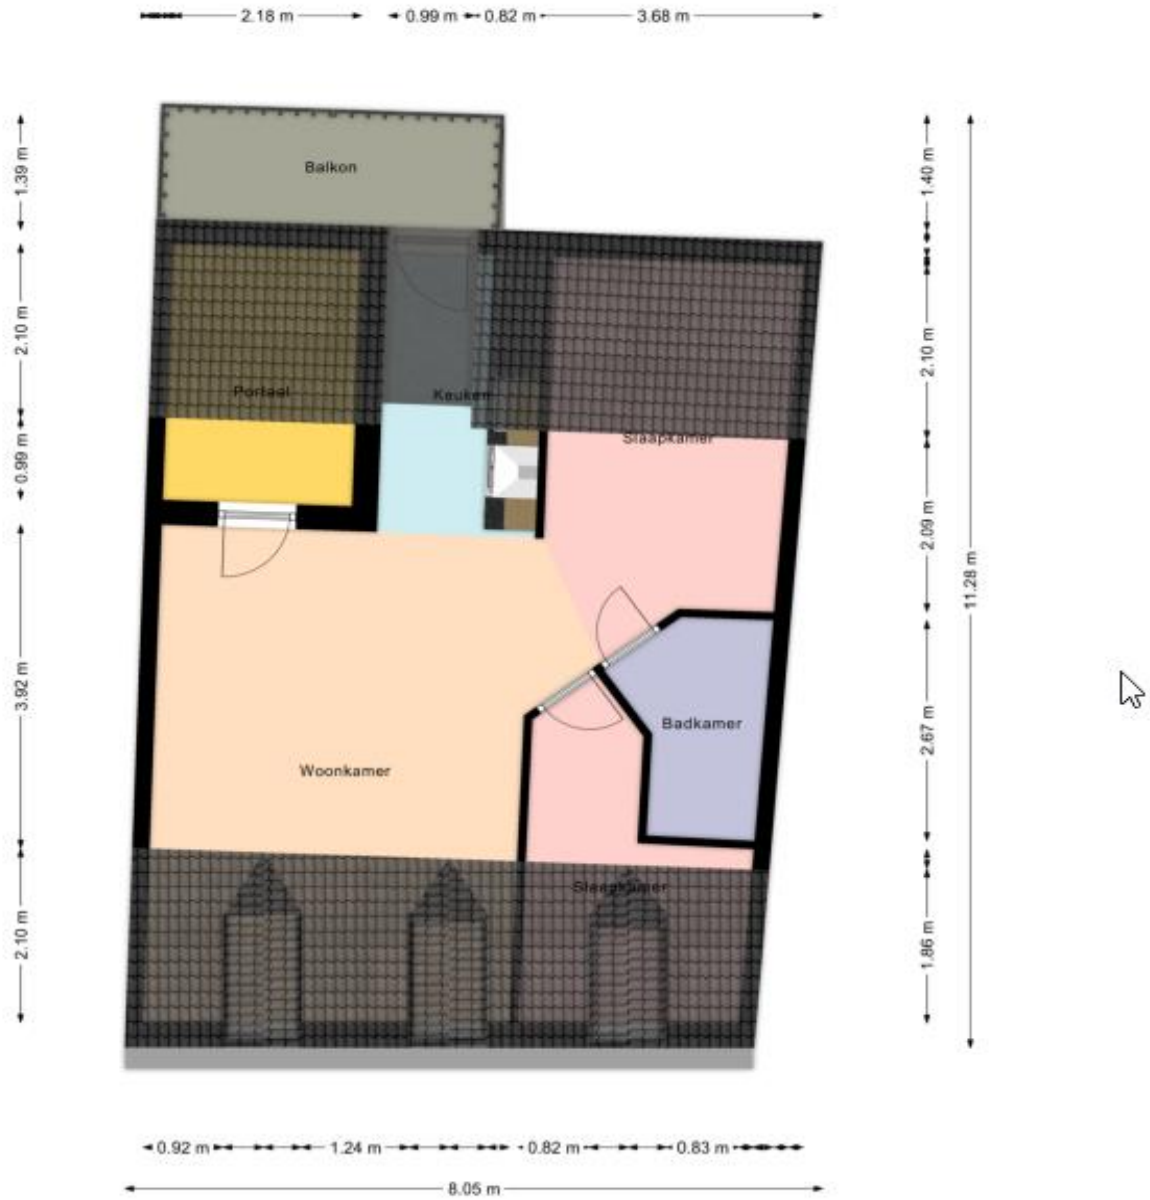 2.18 m
0.99 m
0.82 m
3.68 m
1.39 m
2.10 m
0.99 m
3.92 m
2.10 m
Balkon
Portaal
Keuken
Slaapkamer
Badkamer
Woonkamer
Slaapkamer
1.40 m
2.10 m
2.09 m
2.67 m
1.86 m
11.28 m
0.92 m
1.24 m
0.82 m
0.83 m
8.05 m